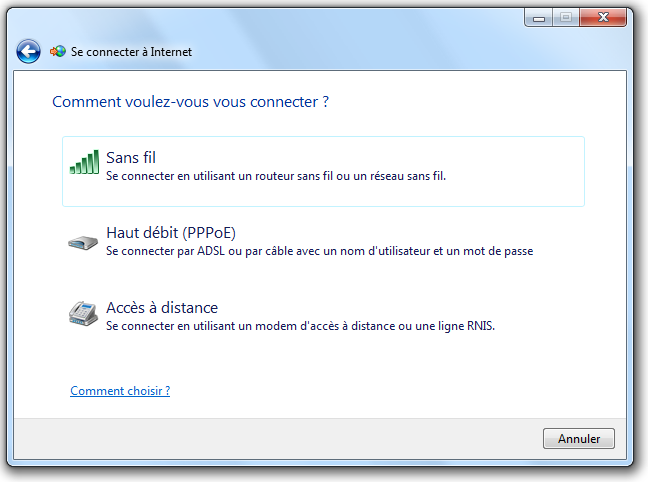 Se connecter à Internet
Comment voulez-vous vous connecter ?
Sans fil
Se connecter en utilisant un routeur sans fil ou un réseau sans fil.
Haut débit (PPPoE)
Se connecter par ADSL ou par câble avec un nom d'utilisateur et un mot de passe
Accès à distance
Se connecter en utilisant un modem d'accès à distance ou une ligne RNIS.
Comment choisir ?
Annuler